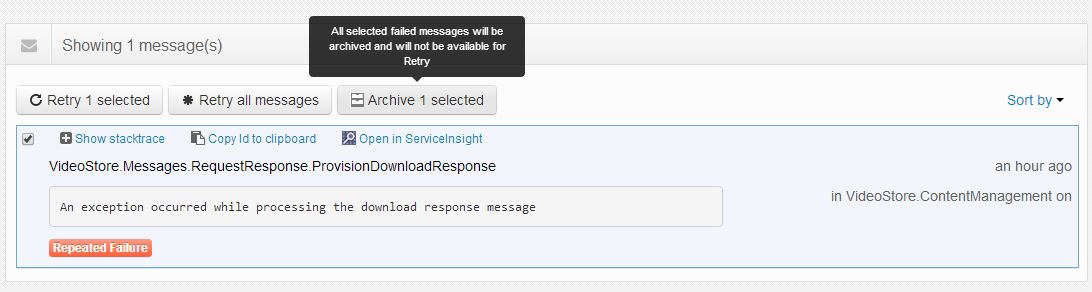 All selected failed messages will be
archived and will not be available for
Retry
Showing 1 message(s)
Retry 1 selected
Retry all messages
Archive 1 selected
Sort by
Show stacktrace
Copy Id to clipboard
Open in ServiceInsight
VideoStore.Messages.RequestResponse.ProvisionDownloadResponse
an hour ago
An exception occurred while processing the download response message
in VideoStore.ContentManagement on
Repeated Failure